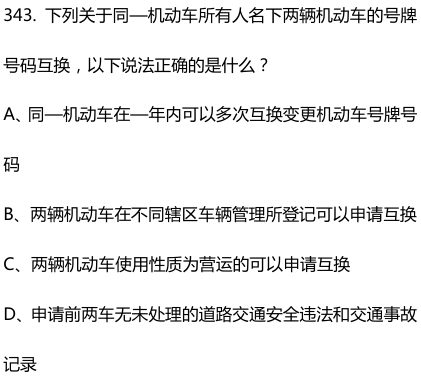 343. 下列关于同—机动车所有人名下两辆机动车的号牌
号码互换，以下说法正确的是什么？
A、同—机动车在—年内可以多次互换变更机动车号牌号
码
B、两辆机动车在不同辖区车辆管理所登记可以申请互换
C、两辆机动车使用性质为营运的可以申请互换
D、申请前两车无未处理的道路交通安全违法和交通事故
记录